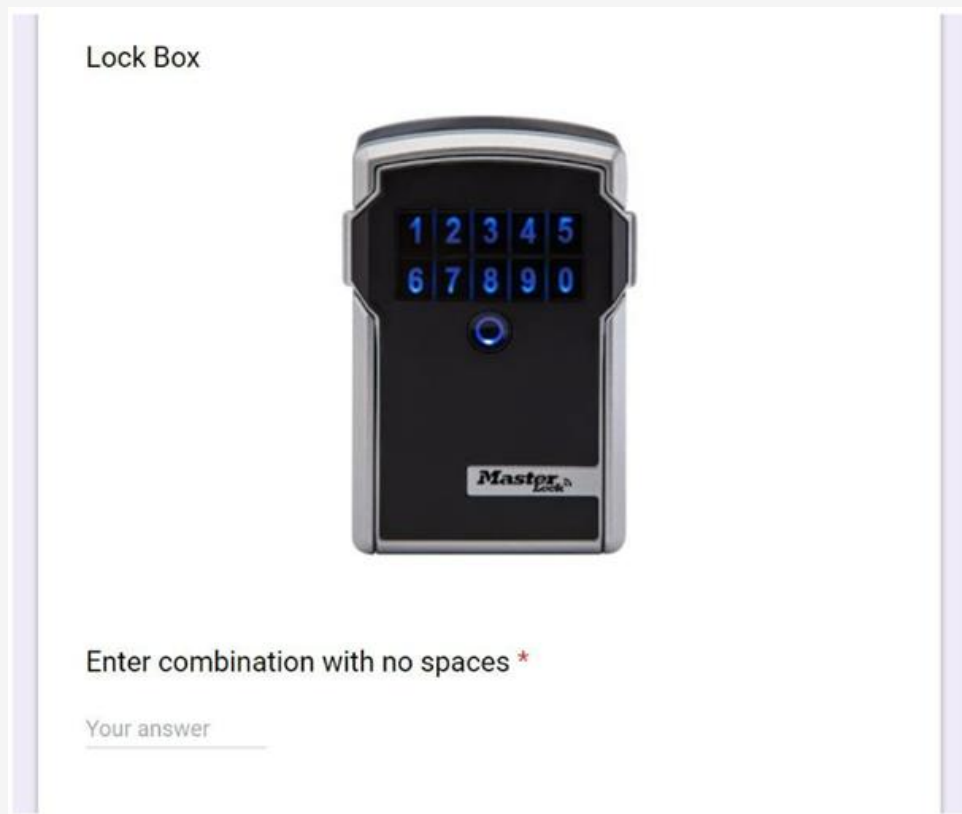 Lock Box
1 2 3 4 5
6 7 8 9 0
Master
Lock
Enter combination with no spaces *
Your answer